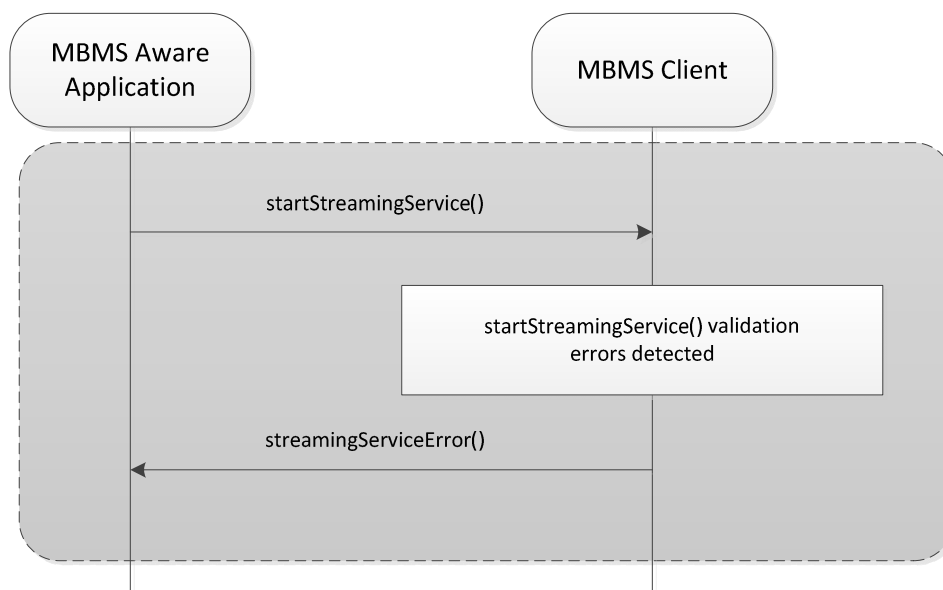 MBMS Aware
Application
MBMS Client
startStreamingService()
startStreamingService() validation
errors detected
streamingServiceError()